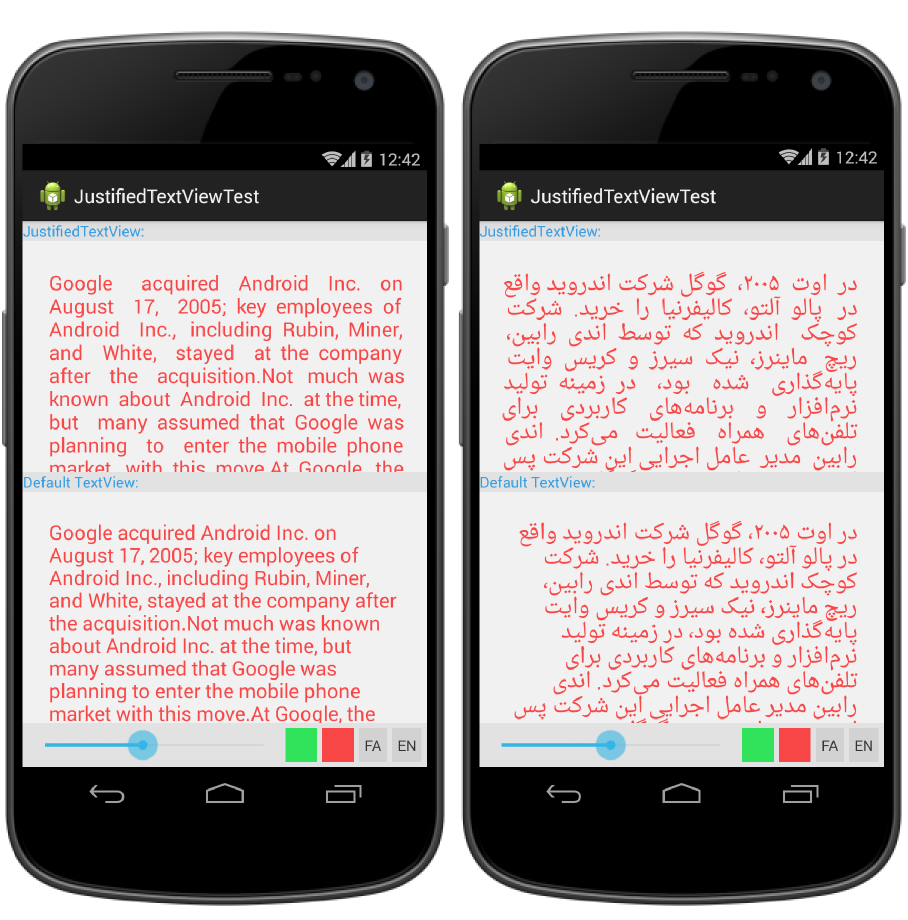 12:42
JustifiedTextViewTest
JustifiedTextView:
Google acquired Android Inc. on
August 17, 2005; key employees of
Android Inc., including Rubin, Miner,
and White, stayed at the company
after the acquisition.Not much was
known about Android Inc. at the time,
but many assumed that Google was
planning to enter the mobile phone
market with this move.At Google, the
Default TextView:
Google acquired Android Inc. on
August 17, 2005; key employees of
Android Inc., including Rubin, Miner,
and White, stayed at the company after
the acquisition.Not much was known
about Android Inc. at the time, but
many assumed that Google was
planning to enter the mobile phone
market with this move.At Google, the
FA EN
12:42
JustifiedTextViewTest
JustifiedTextView:
در اوت ۲۰۰۵، گوگل شرکت اندروید واقع
در پالو آلتو، کالیفرنیا را خرید. شرکت
کوچک اندروید که توسط اندی رابین،
ریچ ماینرز، نیک سیرز و کریس وایت
پایه‌گذاری شده بود، در زمینه تولید
نرم‌افزار و برنامه‌های کاربردی برای
تلفن‌های همراه فعالیت می‌کرد. اندی
رابین مدیر عامل اجرایی این شرکت پس
Default TextView:
در اوت ۲۰۰۵، گوگل شرکت اندروید واقع
در پالو آلتو، کالیفرنیا را خرید. شرکت
کوچک اندروید که توسط اندی رابین،
ریچ ماینرز، نیک سیرز و کریس وایت
پایه‌گذاری شده بود، در زمینه تولید
نرم‌افزار و برنامه‌های کاربردی برای
تلفن‌های همراه فعالیت می‌کرد. اندی
رابین مدیر عامل اجرایی این شرکت پس
FA EN